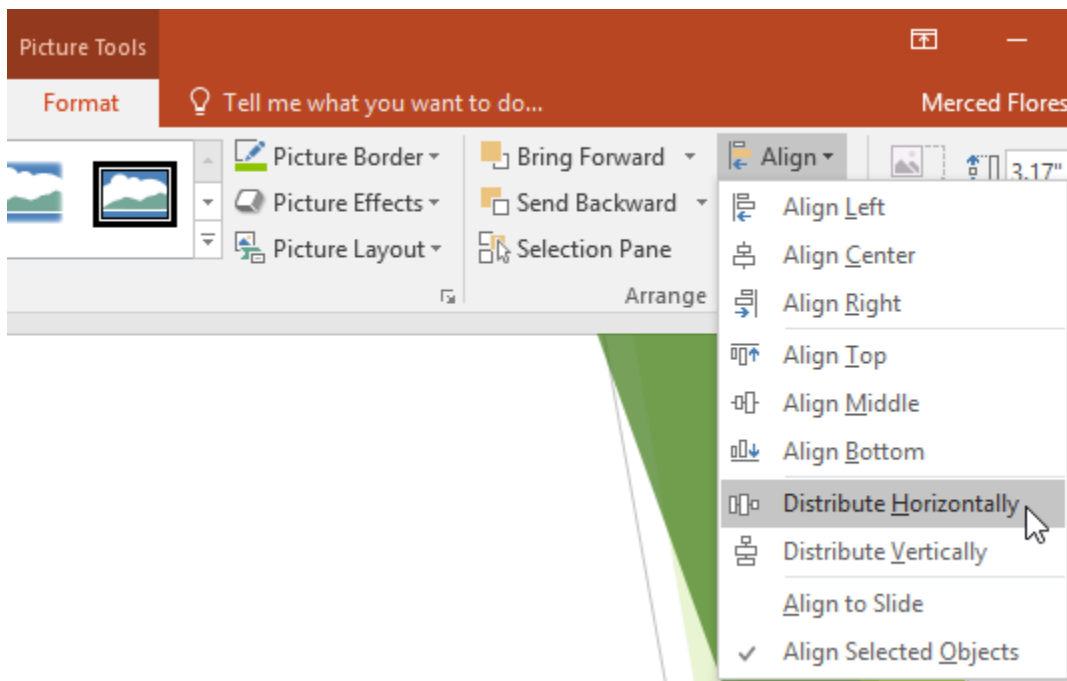 Picture Tools
Format
Tell me what you want to do...
Merced Flores
Picture Border
Bring Forward
Align
3.17"
Picture Effects
Send Backward
Picture Layout
Selection Pane
Arrange
Align Left
Align Center
Align Right
Align Top
Align Middle
Align Bottom
Distribute Horizontally
Distribute Vertically
Align to Slide
Align Selected Objects